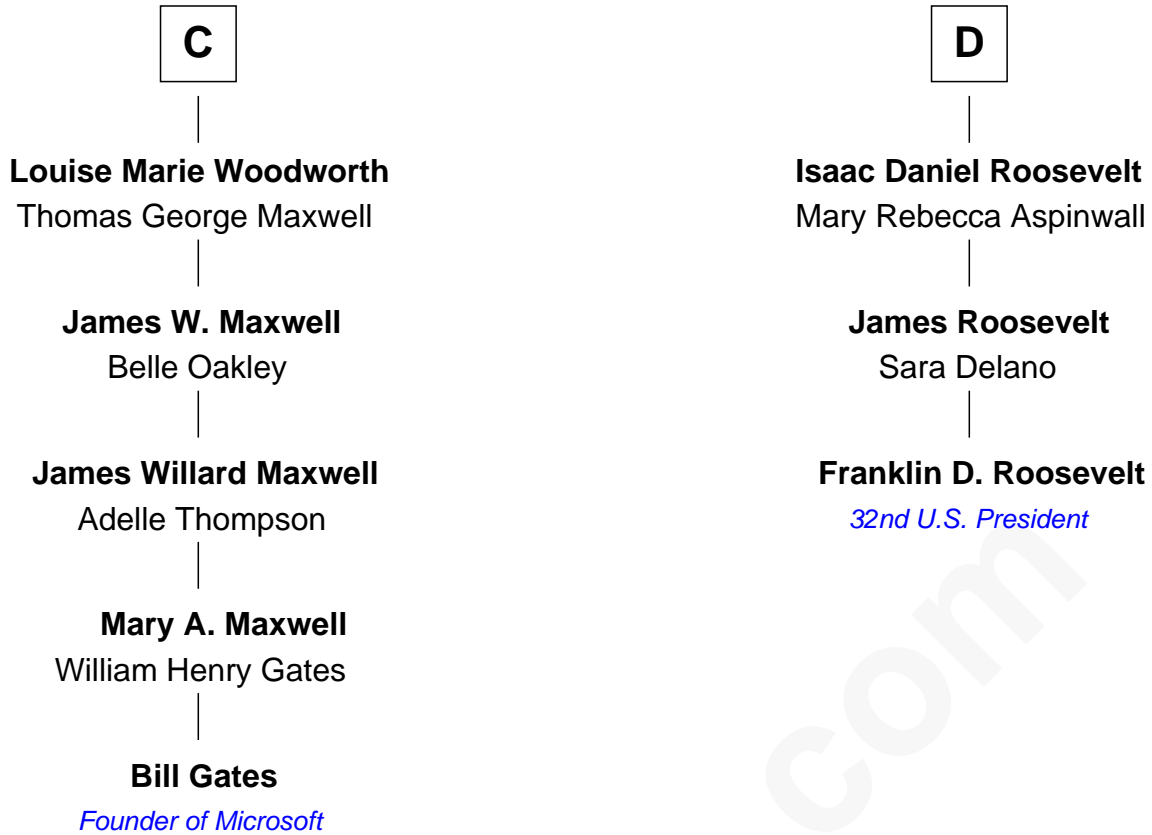 C
Louise Marie Woodworth
Thomas George Maxwell
James W. Maxwell
Belle Oakley
James Willard Maxwell
Adelle Thompson
Mary A. Maxwell
William Henry Gates
Bill Gates
Founder of Microsoft
D
Isaac Daniel Roosevelt
Mary Rebecca Aspinwall
James Roosevelt
Sara Delano
Franklin D. Roosevelt
32nd U.S. President
com